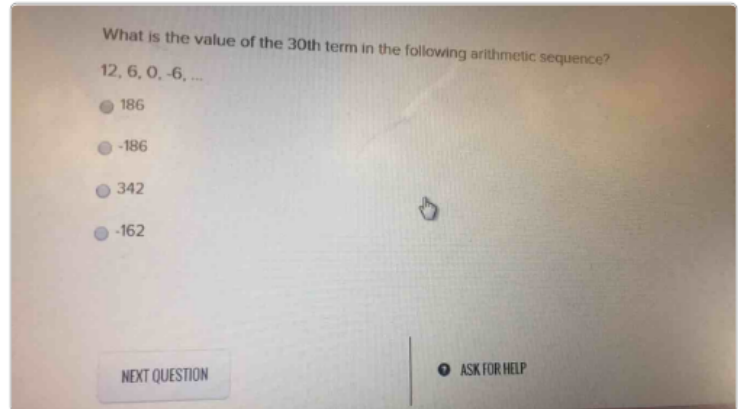 What is the value of the 30th term in the following arithmetic sequence?
12, 6, 0, -6, ...
186
-186
342
-162
NEXT QUESTION
? ASK FOR HELP